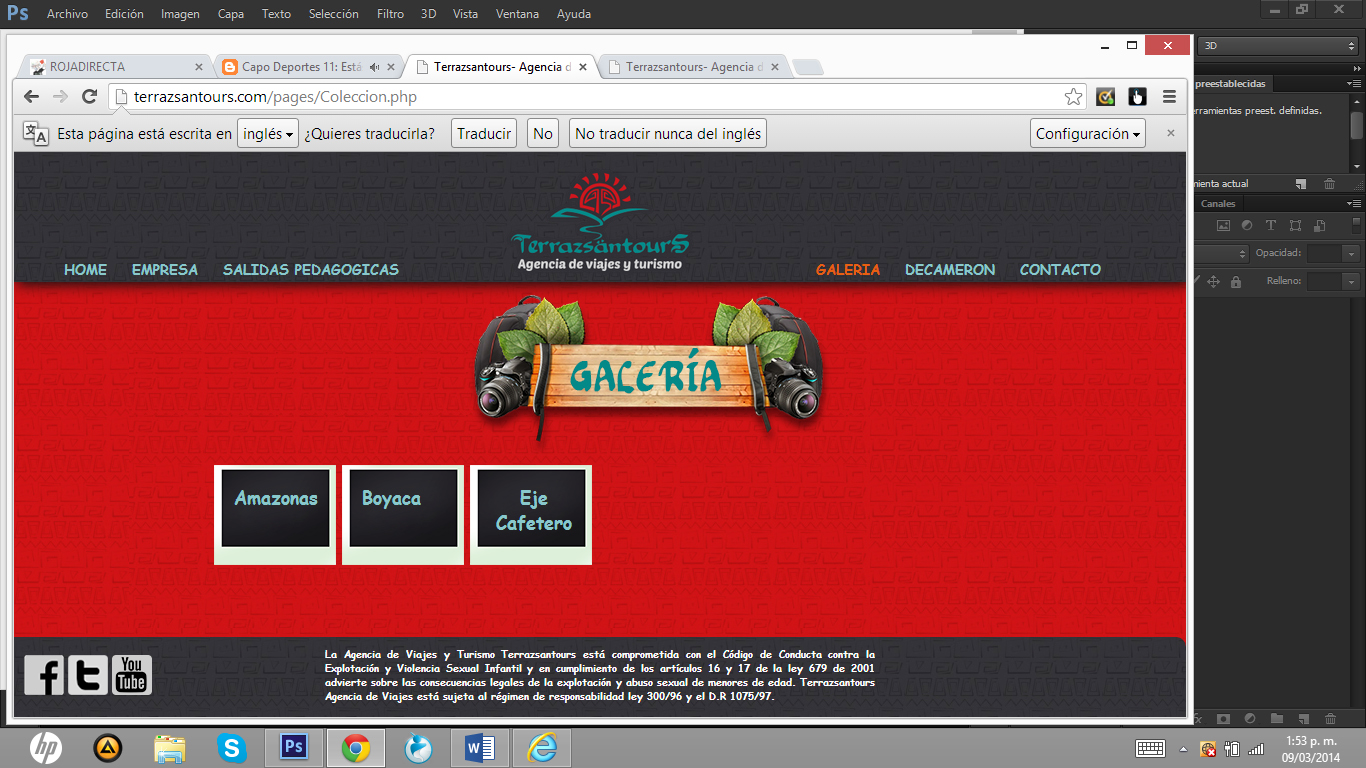 Ps Archivo Edición Imagen Capa Texto Selección Filtro 3D Vista Ventana Ayuda
3D
ROJADIRECTA
Capo Deportes 11: Está
Terrazsantours- Agencia d
Terrazsantours- Agencia d
preestablecidas
terrazsantours.com/pages/Coleccion.php
rramientas preest. definidas.
Esta página está escrita en inglés ¿Quieres traducirla? Traducir No No traducir nunca del inglés Configuración
mienta actual
Canales
Opacidad:
Relleno:
TerrazsäntourS
Agencia de viajes y turismo
HOME EMPRESA SALIDAS PEDAGOGICAS GALERIA DECAMERON CONTACTO
GALERÍA
Amazonas
Boyaca
Eje
Cafetero
f t You
Tube
La Agencia de Viajes y Turismo Terrazsantours está comprometida con el Código de Conducta contra la
Explotación y Violencia Sexual Infantil y en cumplimiento de los artículos 16 y 17 de la ley 679 de 2001
advierte sobre las consecuencias legales de la explotación y abuso sexual de menores de edad. Terrazsantours
Agencia de Viajes está sujeta al régimen de responsabilidad ley 300/96 y el D.R 1075/97.
fx
hp
Ps
1:53 p. m.
09/03/2014